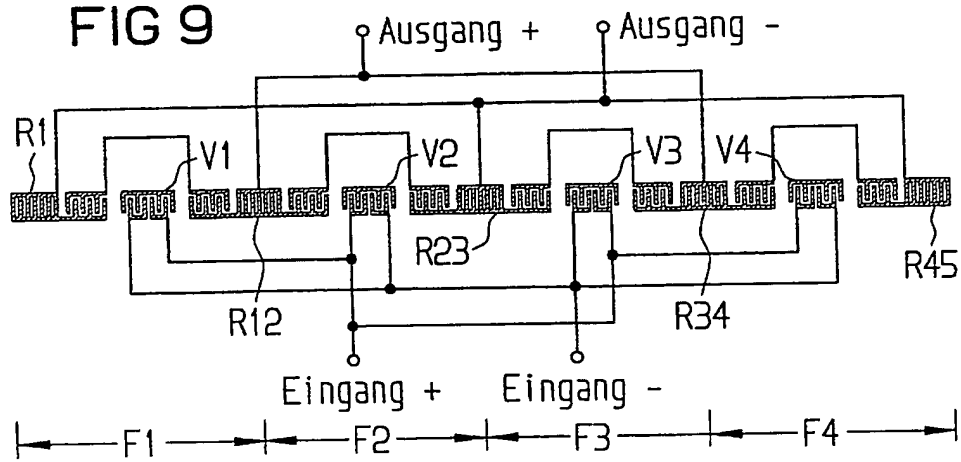 FIG 9
Ausgang + Ausgang -
R1 V1 V2 V3 V4
R12 R23 R34 R45
Eingang + Eingang -
F1 F2 F3 F4